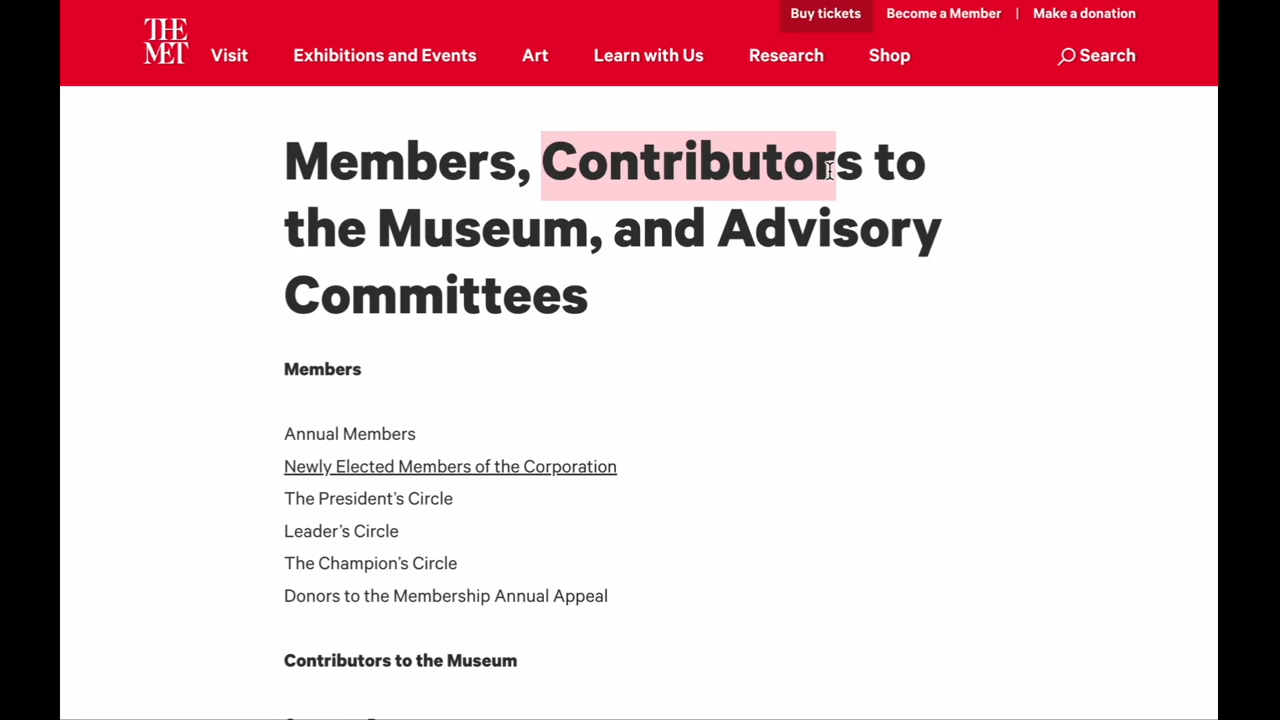 THE MET
Buy tickets
Become a Member | Make a donation
Visit
Exhibitions and Events
Art
Learn with Us
Research
Shop
Search
Members, Contributors to
the Museum, and Advisory
Committees
Members
Annual Members
Newly Elected Members of the Corporation
The President’s Circle
Leader’s Circle
The Champion’s Circle
Donors to the Membership Annual Appeal
Contributors to the Museum